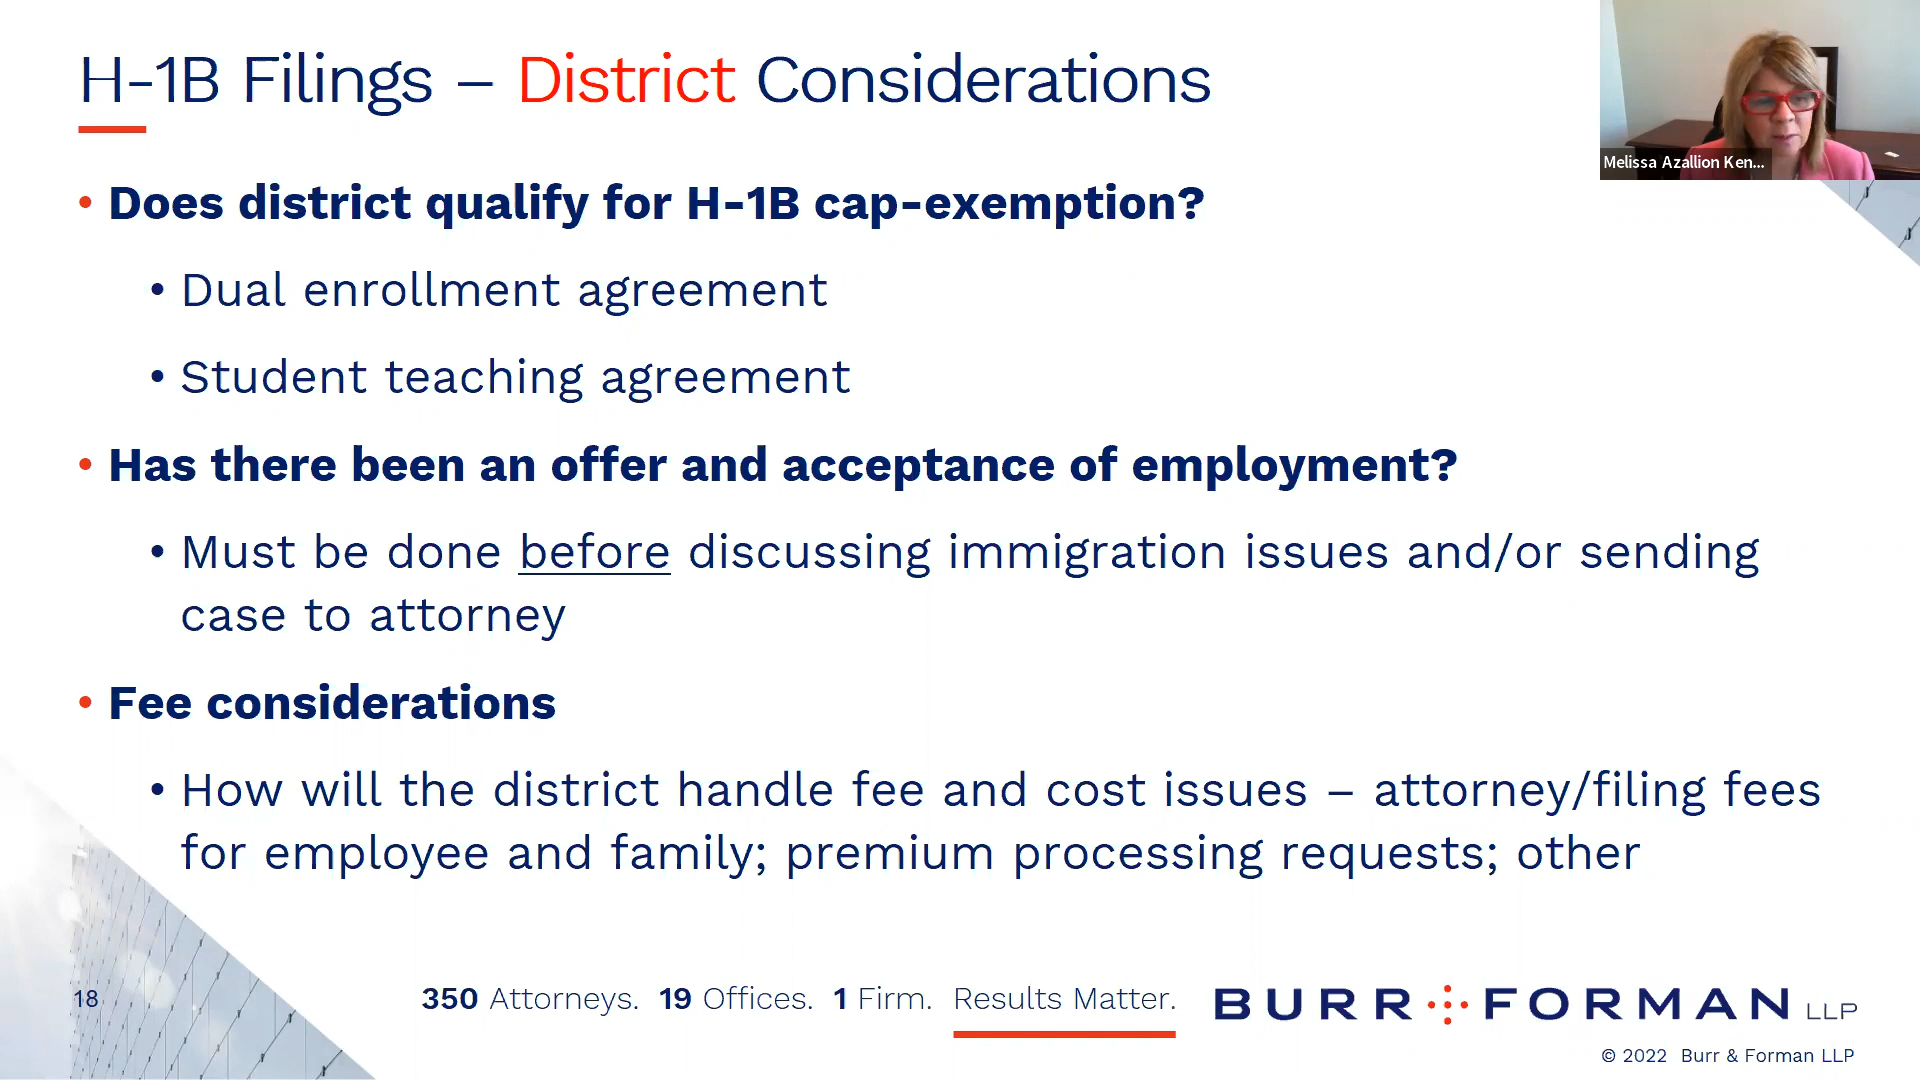 H-1B Filings – District Considerations
Melissa Azallion Ken...
• Does district qualify for H-1B cap-exemption?
• Dual enrollment agreement
• Student teaching agreement
• Has there been an offer and acceptance of employment?
• Must be done before discussing immigration issues and/or sending
case to attorney
• Fee considerations
• How will the district handle fee and cost issues – attorney/filing fees
for employee and family; premium processing requests; other
18
350 Attorneys. 19 Offices. 1 Firm. Results Matter.
BURR FORMAN LLP
© 2022 Burr & Forman LLP